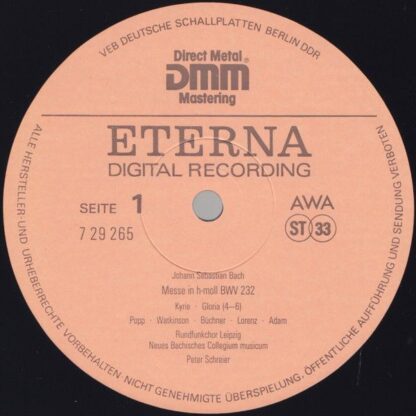 VEB DEUTSCHE SCHALLPLATTEN BERLIN DDR
Direct Metal
DMM®
Mastering
ETERNA
DIGITAL RECORDING
SEITE 1
AWA
7 29 265
ST 33
Johann Sebastian Bach
Messe in h-moll BWV 232
Kyrie · Gloria (4—6)
Popp · Watkinson · Büchner · Lorenz · Adam
Rundfunkchor Leipzig
Neues Bachisches Collegium musicum
Peter Schreier
ALLE HERSTELLER- UND URHEBERRECHTE VORBEHALTEN NICHT GENEHMIGTE ÜBERSPIELUNG, ÖFFENTLICHE AUFFÜHRUNG UND SENDUNG VERBOTEN